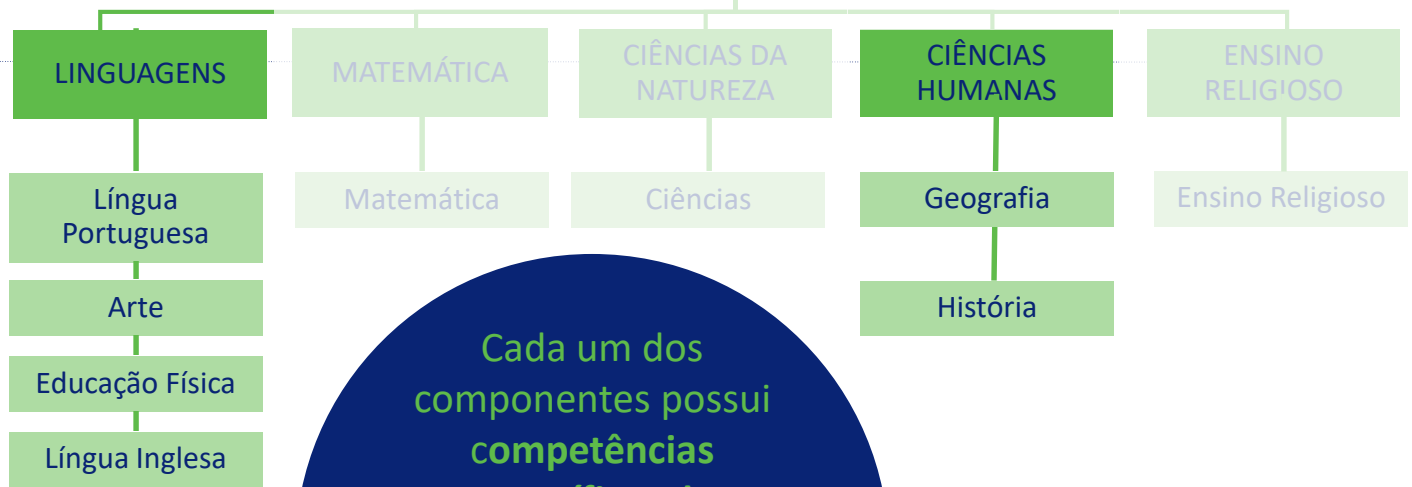 LINGUAGENS
MATEMÁTICA
CIÊNCIAS DA
NATUREZA
CIÊNCIAS
HUMANAS
ENSINO
RELIGIOSO
Língua
Portuguesa
Matemática
Ciências
Geografia
Ensino Religioso
Arte
História
Educação Física
Língua Inglesa
Cada um dos
componentes possui
competências